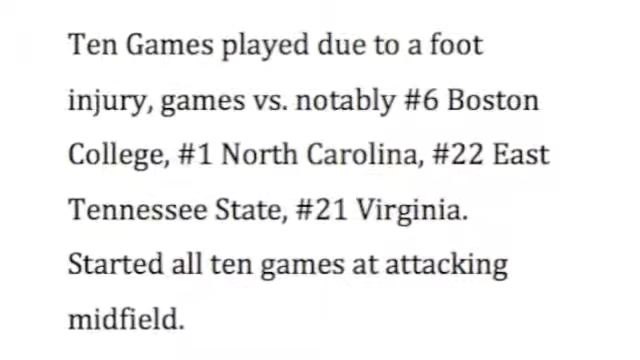 Ten Games played due to a foot
injury, games vs. notably #6 Boston
College, #1 North Carolina, #22 East
Tennessee State, #21 Virginia.
Started all ten games at attacking
midfield.